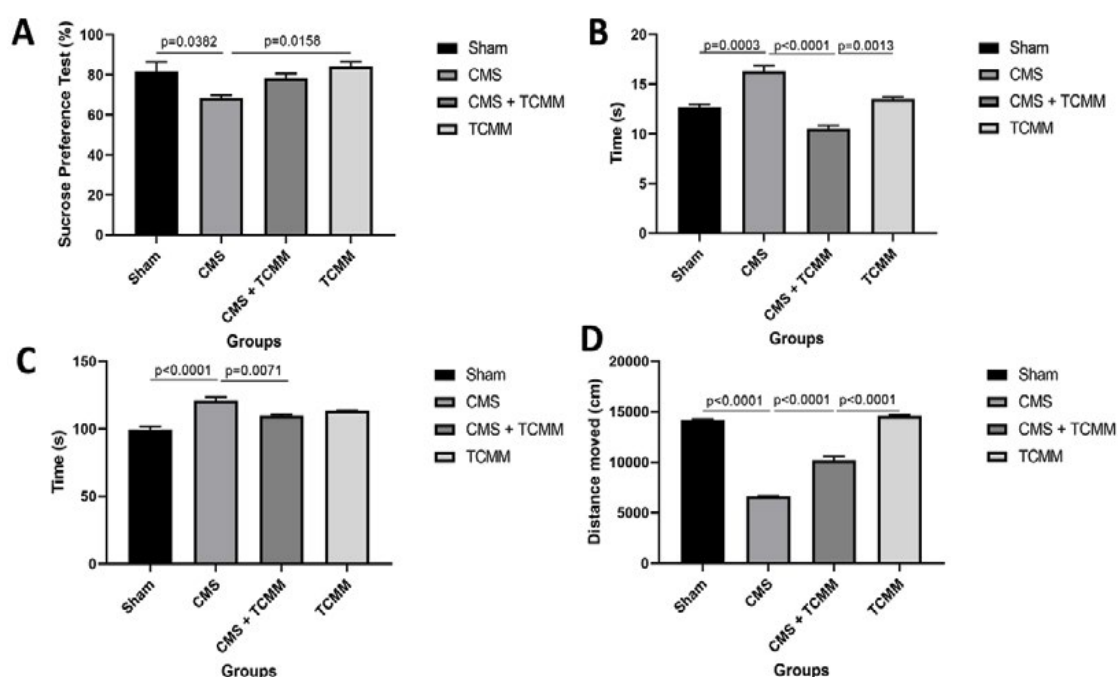 A
Sucrose Preference Test (%)
100
80
60
40
20
0
p=0.0382
p=0.0158
Sham
CMS
CMS + TCMM
TCMM
Groups
Sham
CMS
CMS + TCMM
TCMM
B
Time (s)
20
15
10
5
0
p=0.0003
p<0.0001
p=0.0013
Sham
CMS
CMS + TCMM
TCMM
Groups
Sham
CMS
CMS + TCMM
TCMM
C
Time (s)
150
100
50
0
p<0.0001
p=0.0071
Sham
CMS
CMS + TCMM
TCMM
Groups
Sham
CMS
CMS + TCMM
TCMM
D
Distance moved (cm)
20000
15000
10000
5000
0
p<0.0001
p<0.0001
p<0.0001
Sham
CMS
CMS + TCMM
TCMM
Groups
Sham
CMS
CMS + TCMM
TCMM